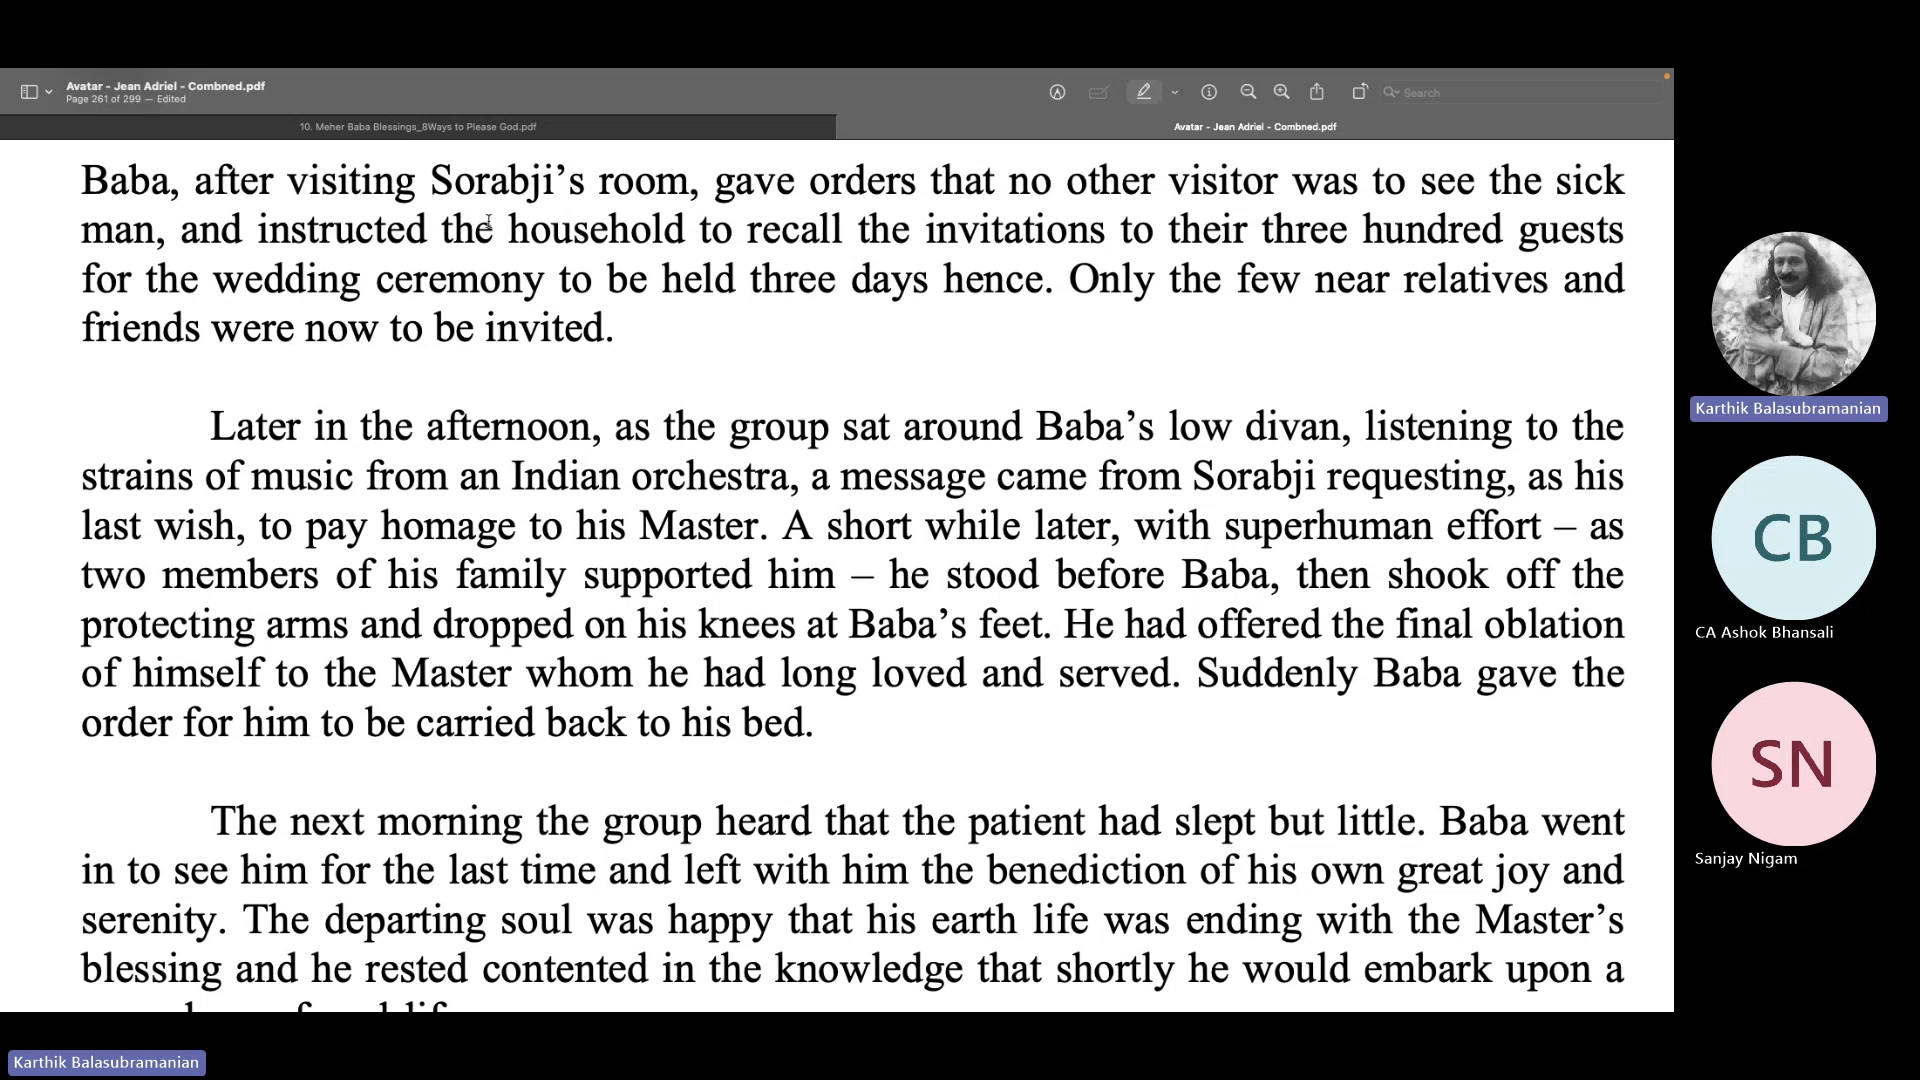 Avatar - Jean Adriel - Combned.pdf
Page 261 of 299 — Edited
Search
10. Meher Baba Blessings_8Ways to Please God.pdf
Avatar - Jean Adriel - Combned.pdf
Baba, after visiting Sorabji’s room, gave orders that no other visitor was to see the sick
man, and instructed the household to recall the invitations to their three hundred guests
for the wedding ceremony to be held three days hence. Only the few near relatives and
friends were now to be invited.
Later in the afternoon, as the group sat around Baba’s low divan, listening to the
strains of music from an Indian orchestra, a message came from Sorabji requesting, as his
last wish, to pay homage to his Master. A short while later, with superhuman effort – as
two members of his family supported him – he stood before Baba, then shook off the
protecting arms and dropped on his knees at Baba’s feet. He had offered the final oblation
of himself to the Master whom he had long loved and served. Suddenly Baba gave the
order for him to be carried back to his bed.
The next morning the group heard that the patient had slept but little. Baba went
in to see him for the last time and left with him the benediction of his own great joy and
serenity. The departing soul was happy that his earth life was ending with the Master’s
blessing and he rested contented in the knowledge that shortly he would embark upon a
Karthik Balasubramanian
CB
CA Ashok Bhansali
SN
Sanjay Nigam
Karthik Balasubramanian